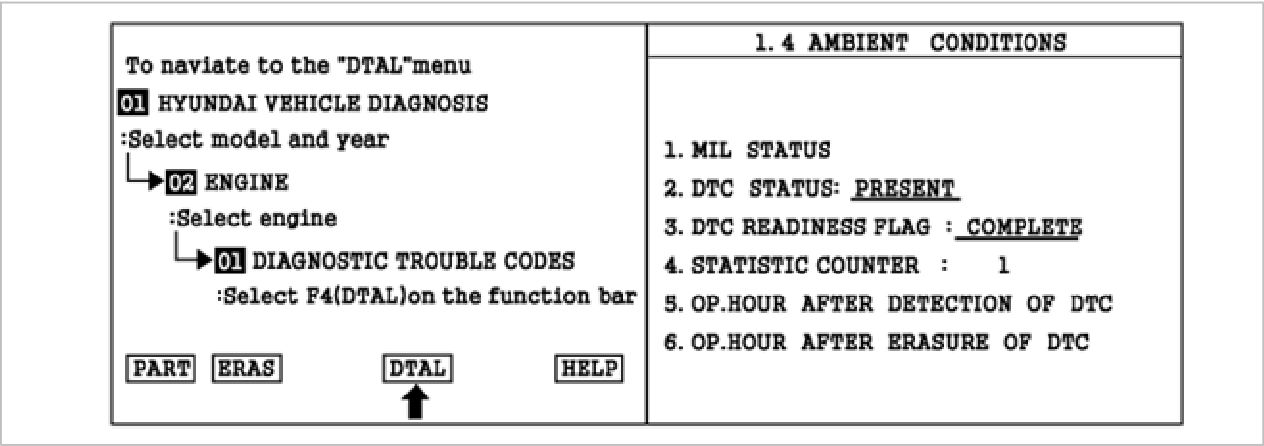 To naviate to the "DTAL"menu
01 HYUNDAI VEHICLE DIAGNOSIS
:Select model and year
02 ENGINE
:Select engine
01 DIAGNOSTIC TROUBLE CODES
:Select F4(DTAL)on the function bar
PART ERAS DTAL HELP
1.4 AMBIENT CONDITIONS
1. MIL STATUS
2. DTC STATUS: PRESENT
3. DTC READINESS FLAG : COMPLETE
4. STATISTIC COUNTER : 1
5. OP.HOUR AFTER DETECTION OF DTC
6. OP.HOUR AFTER ERASURE OF DTC